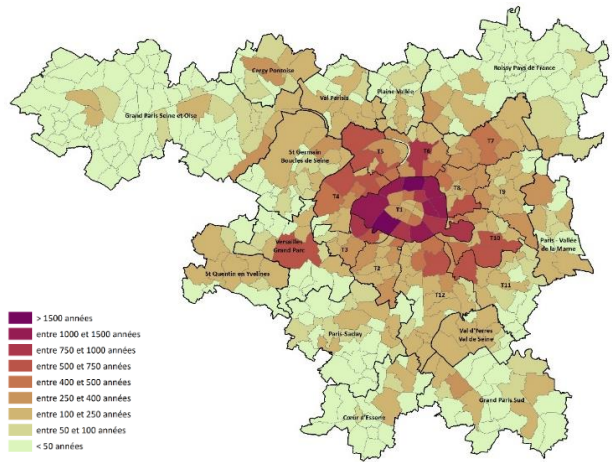 Cergy Pontoise
Roissy Pays de France
Val Parisis
Plaine Vallée
Grand Paris Seine et Oise
St Germain
Boucles de Seine
T5
T6
T7
T4
T8
T9
T1
Versailles
Grand Parc
T3
T10
Paris - Vallée
de la Marne
St Quentin en Yvelines
T2
T11
T12
Paris-Saclay
Val d'Yerres
Val de Seine
Grand Paris Sud
Cœur d'Essonne
> 1500 années
entre 1000 et 1500 années
entre 750 et 1000 années
entre 500 et 750 années
entre 400 et 500 années
entre 250 et 400 années
entre 100 et 250 années
entre 50 et 100 années
< 50 années